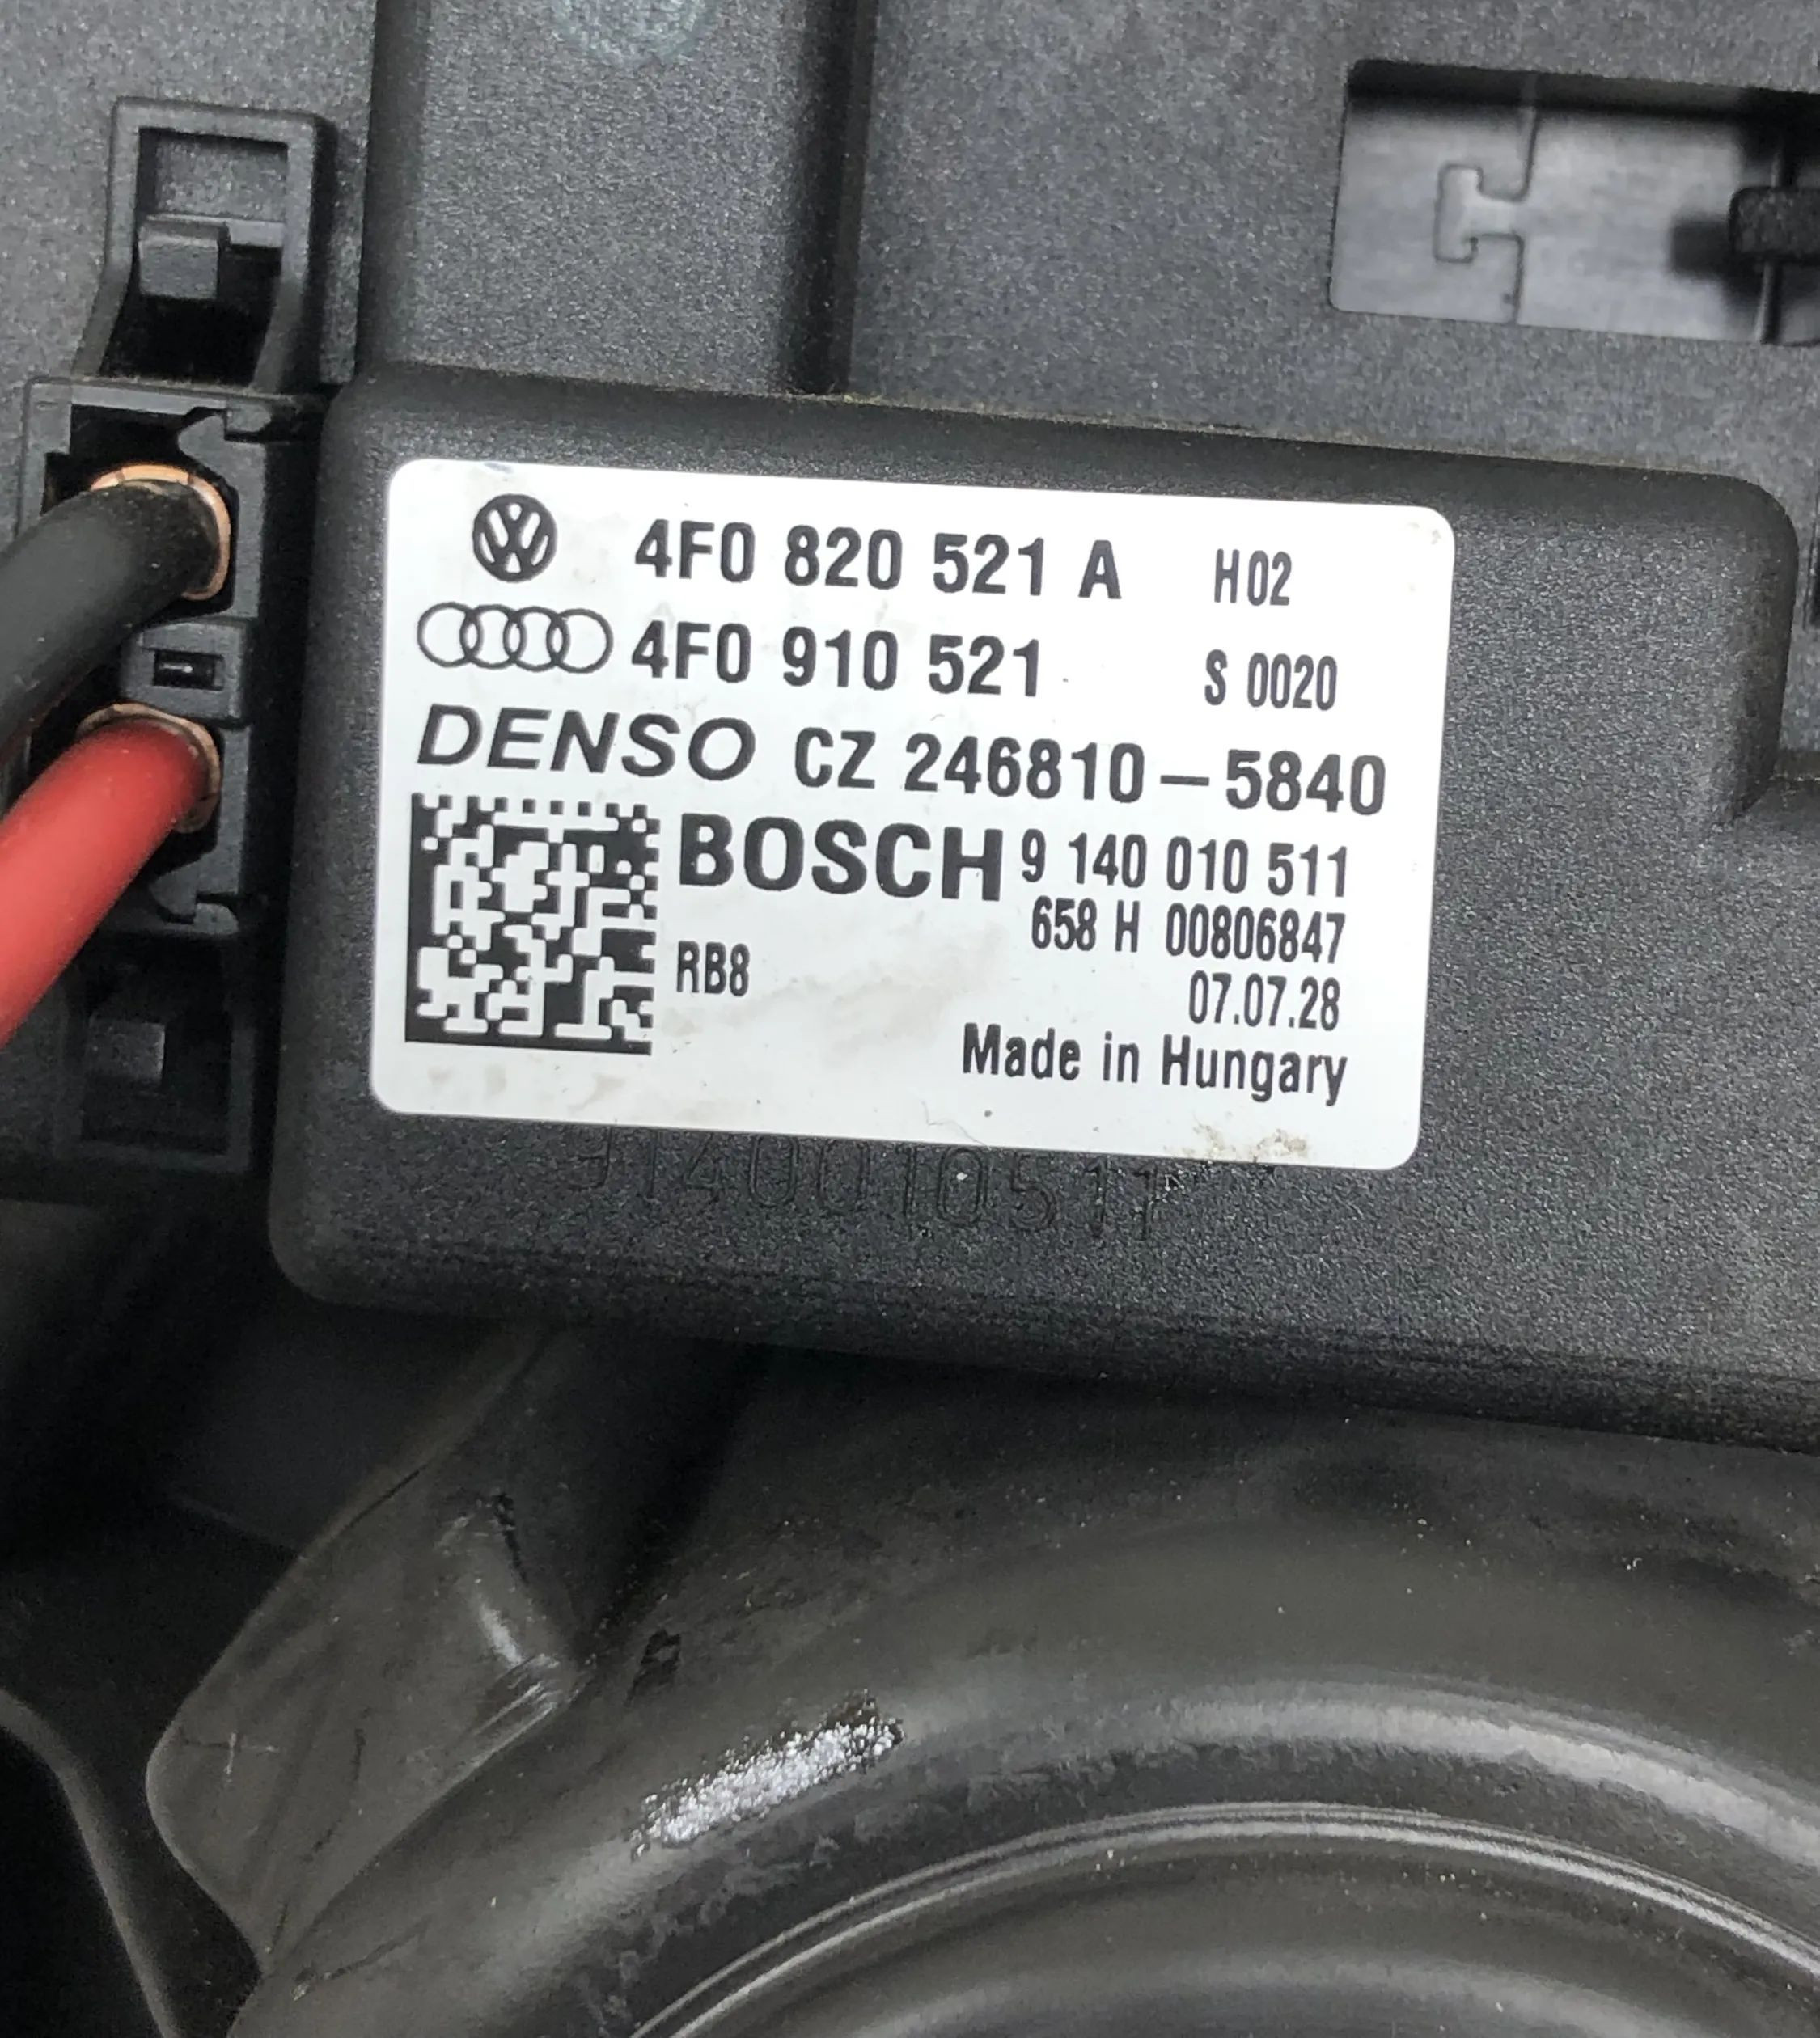 4F0 820 521 A H02
4F0 910 521 S 0020
DENSO CZ 246810-5840
BOSCH 9 140 010 511
658 H 00806847
RB8
07.07.28
Made in Hungary
9140010511